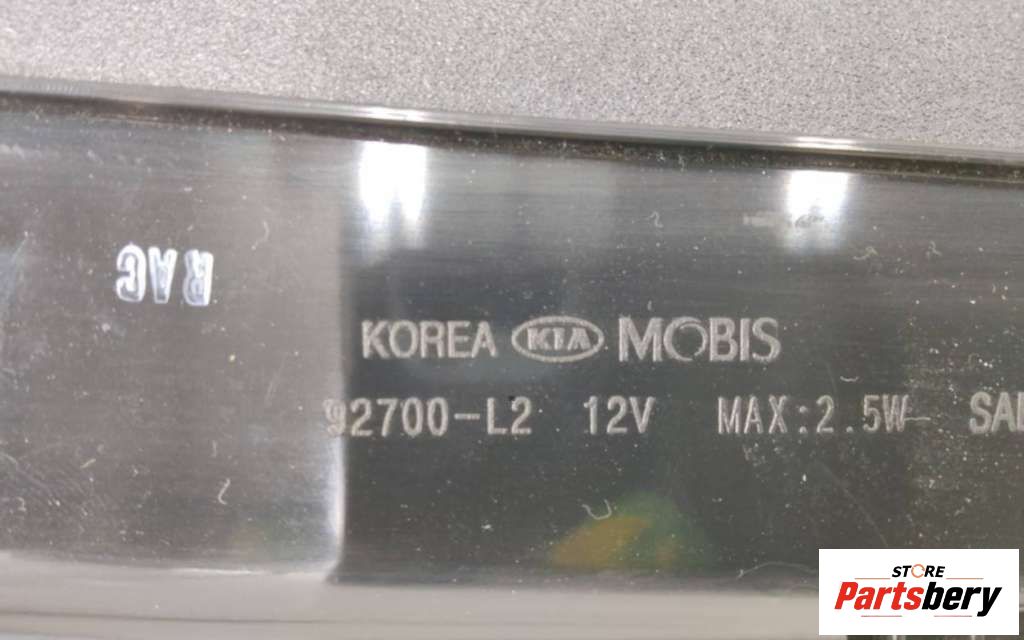 RAG
KOREA KIA MOBIS
92700-L2 12V MAX:2.5W
STORE
Partsbery